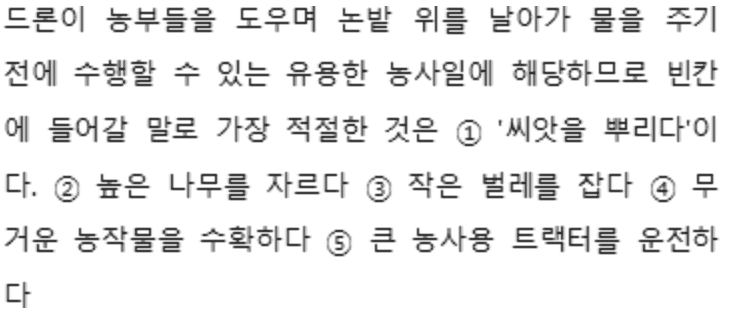 드론이 농부들을 도우며 논밭 위를 날아가 물을 주기
전에 수행할 수 있는 유용한 농사일에 해당하므로 빈칸
에 들어갈 말로 가장 적절한 것은 ① '씨앗을 뿌리다'이
다. ② 높은 나무를 자르다 ③ 작은 벌레를 잡다 ④ 무
거운 농작물을 수확하다 ⑤ 큰 농사용 트랙터를 운전하
다